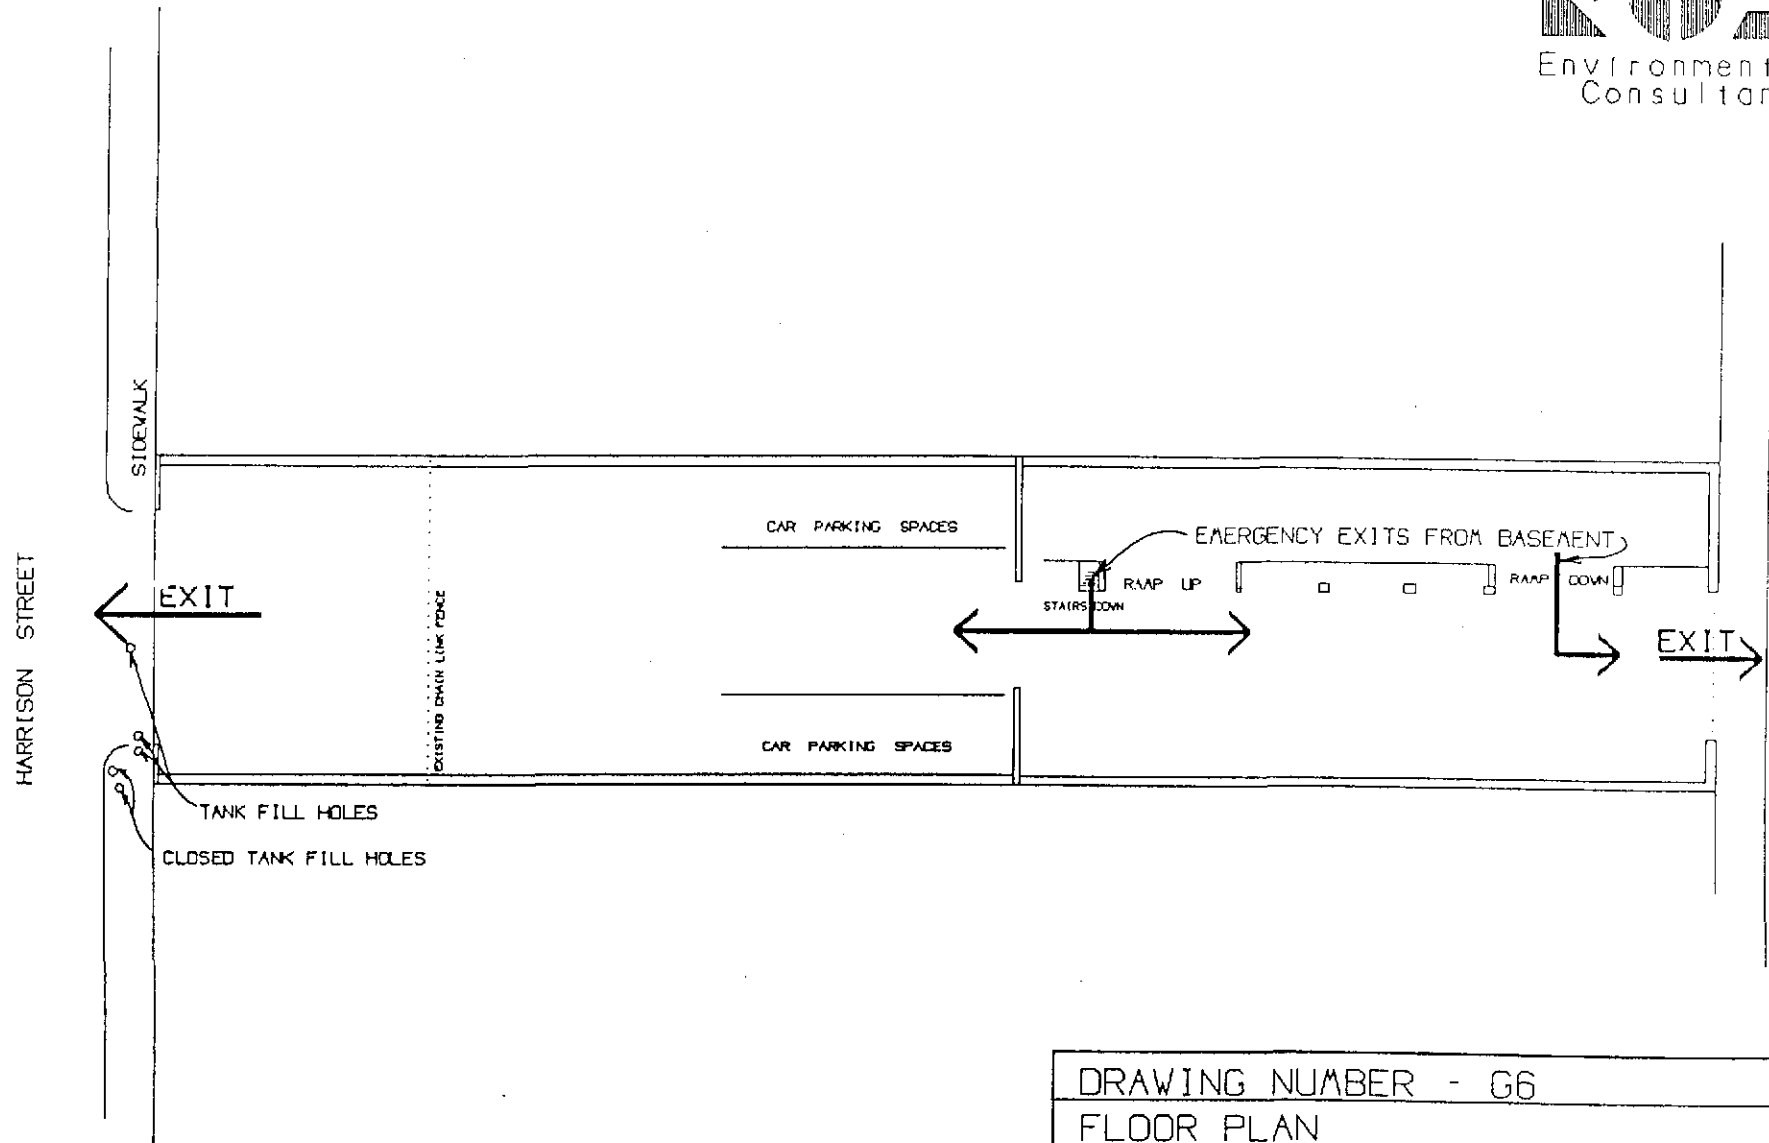 Environment
Consultan
SIDEWALK
CAR PARKING SPACES
EMERGENCY EXITS FROM BASEMENT
RAMP UP
RAMP DOWN
STAIRS DOWN
EXIT
EXIT
HARRISON STREET
EXISTING CHAIN LINK FENCE
CAR PARKING SPACES
TANK FILL HOLES
CLOSED TANK FILL HOLES
DRAWING NUMBER - G6
FLOOR PLAN